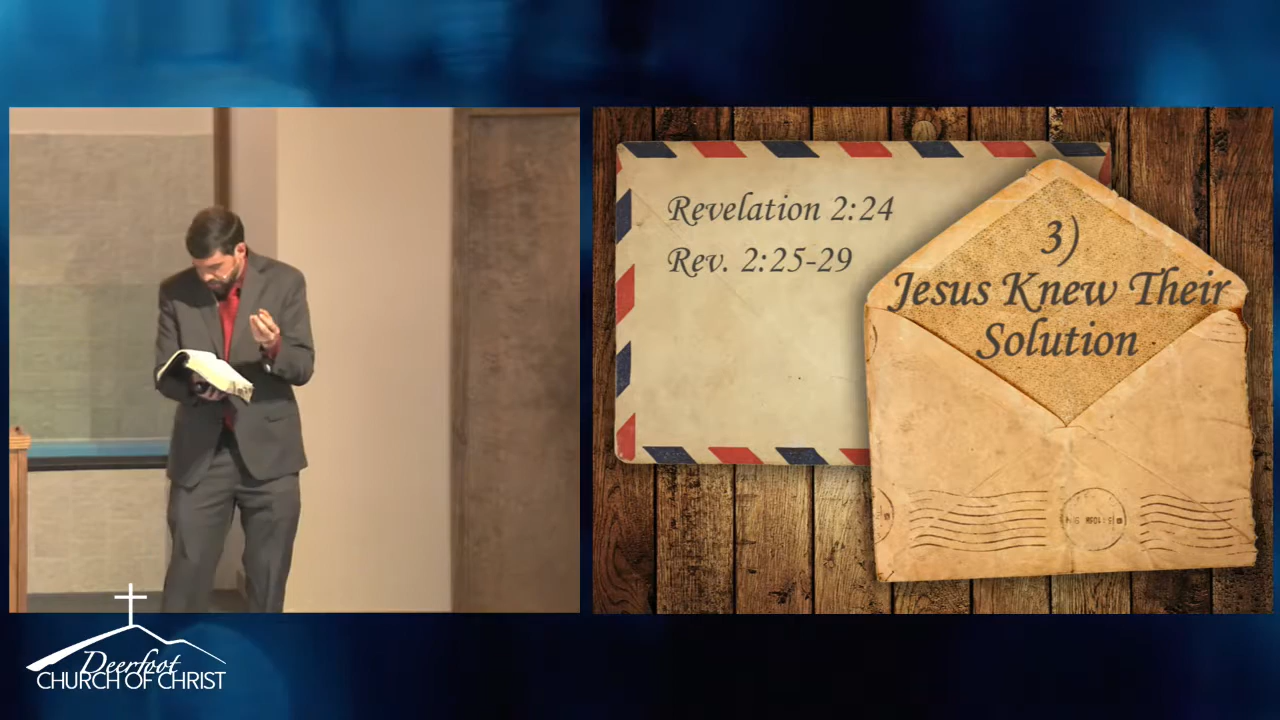 Revelation 2:24
Rev. 2:25-29
3)
Jesus Knew Their
Solution
Deerfoot
CHURCH OF CHRIST